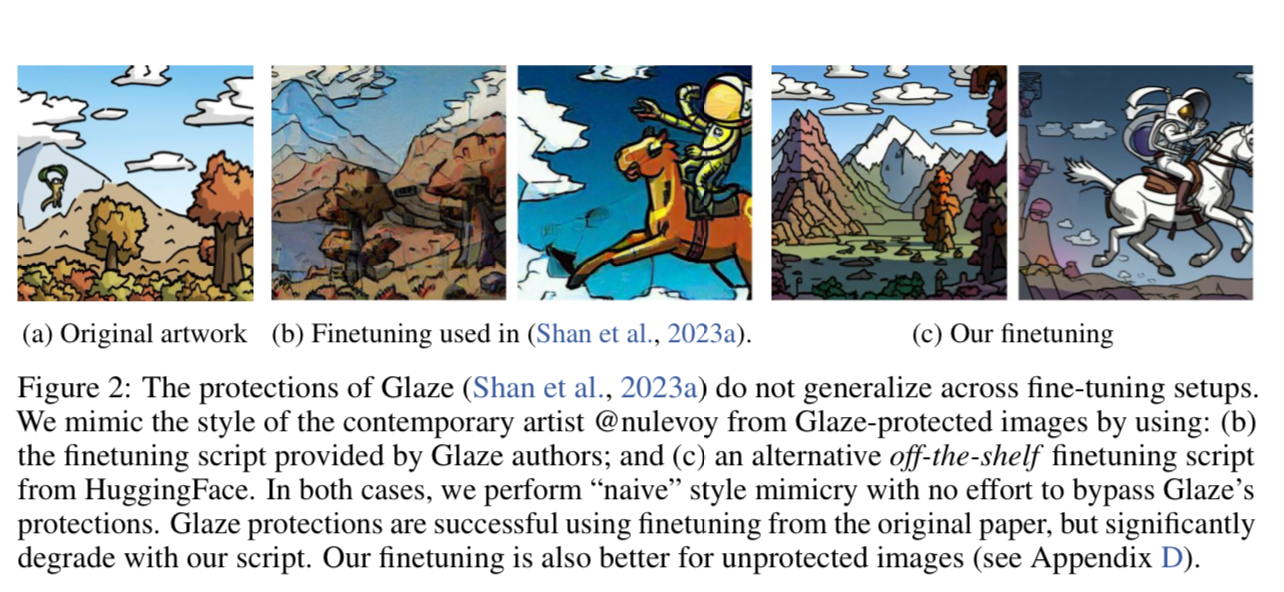 (a) Original artwork
(b) Finetuning used in (Shan et al., 2023a).
(c) Our finetuning
Figure 2: The protections of Glaze (Shan et al., 2023a) do not generalize across fine-tuning setups.
We mimic the style of the contemporary artist @nulevoy from Glaze-protected images by using: (b)
the finetuning script provided by Glaze authors; and (c) an alternative off-the-shelf finetuning script
from HuggingFace. In both cases, we perform “naive” style mimicry with no effort to bypass Glaze’s
protections. Glaze protections are successful using finetuning from the original paper, but significantly
degrade with our script. Our finetuning is also better for unprotected images (see Appendix D).